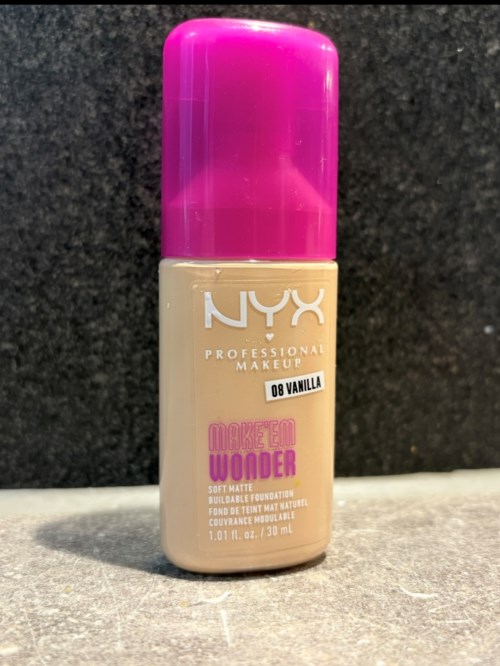 NYX
PROFESSIONAL
MAKEUP
08 VANILLA
MAKE'EM
WONDER
SOFT MATTE
BUILDABLE FOUNDATION
FOND DE TEINT MAT NATUREL
COUVRANCE MODULABLE
1.01 fl. oz. / 30 mL